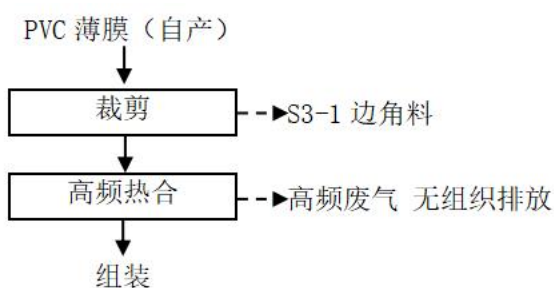 PVC 薄膜（自产）
裁剪
S3-1 边角料
高频热合
高频废气 无组织排放
组装